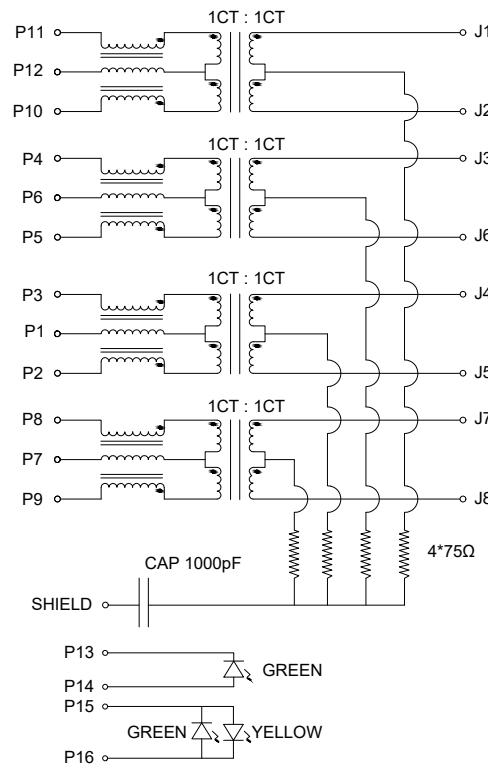 1CT : 1CT
P11 J1
P12
P10 J2
1CT : 1CT
P4 J3
P6
P5 J6
1CT : 1CT
P3 J4
P1
P2 J5
1CT : 1CT
P8 J7
P7
P9 J8
4*75Ω
CAP 1000pF
SHIELD
P13
GREEN
P14
P15
GREEN YELLOW
P16